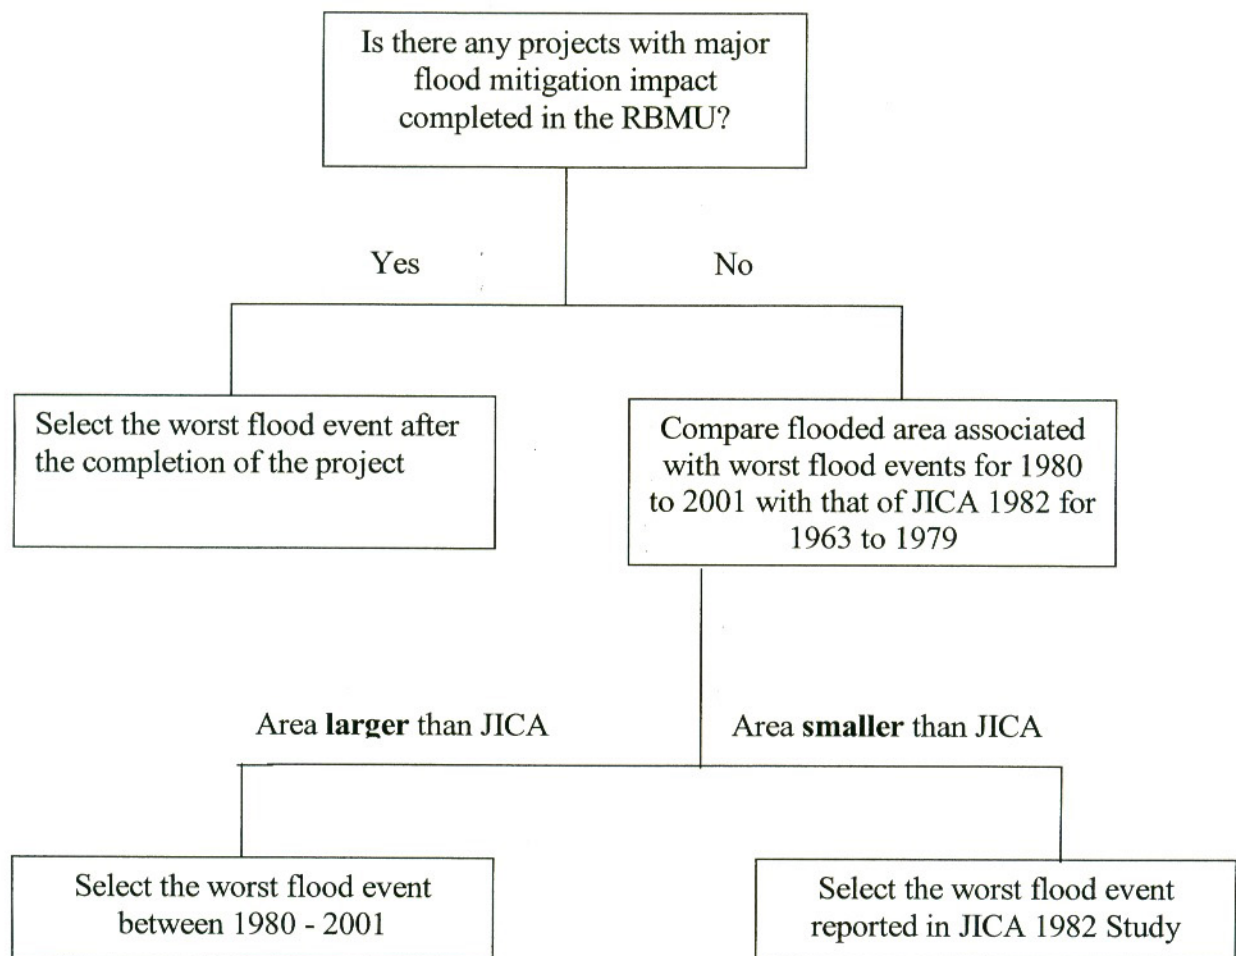 Is there any projects with major
flood mitigation impact
completed in the RBMU?
Yes
No
Select the worst flood event after
the completion of the project
Compare flooded area associated
with worst flood events for 1980
to 2001 with that of JICA 1982 for
1963 to 1979
Area larger than JICA
Area smaller than JICA
Select the worst flood event
between 1980 - 2001
Select the worst flood event
reported in JICA 1982 Study